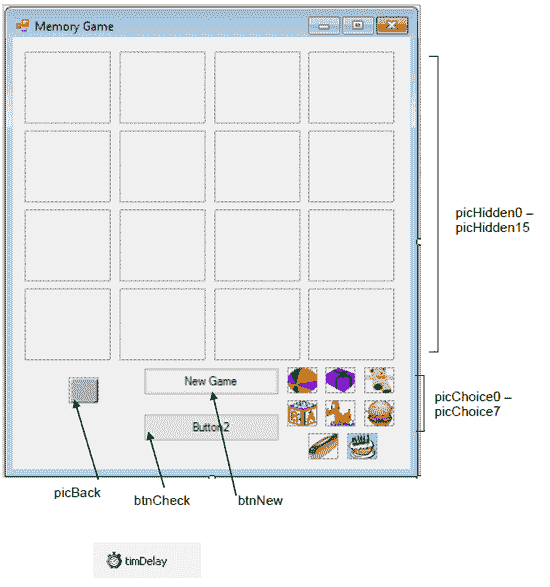 Memory Game
picHidden0 –
picHidden15
New Game
picChoice0 –
picChoice7
Button2
picBack
btnCheck
btnNew
timDelay